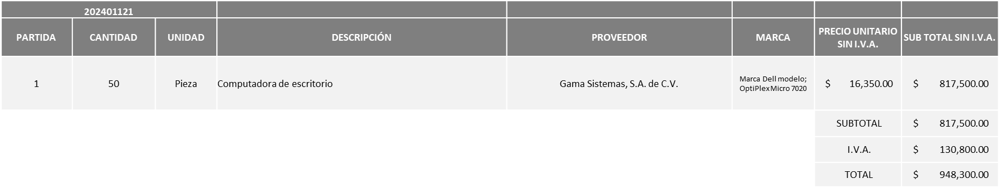 202401121
PARTIDA CANTIDAD UNIDAD DESCRIPCIÓN PROVEEDOR MARCA PRECIO UNITARIO SIN I.V.A. SUB TOTAL SIN I.V.A.
1 50 Pieza Computadora de escritorio Gama Sistemas, S.A. de C.V. Marca Dell modelo; OptiPlex Micro 7020 $ 16,350.00 $ 817,500.00
SUBTOTAL $ 817,500.00
I.V.A. $ 130,800.00
TOTAL $ 948,300.00